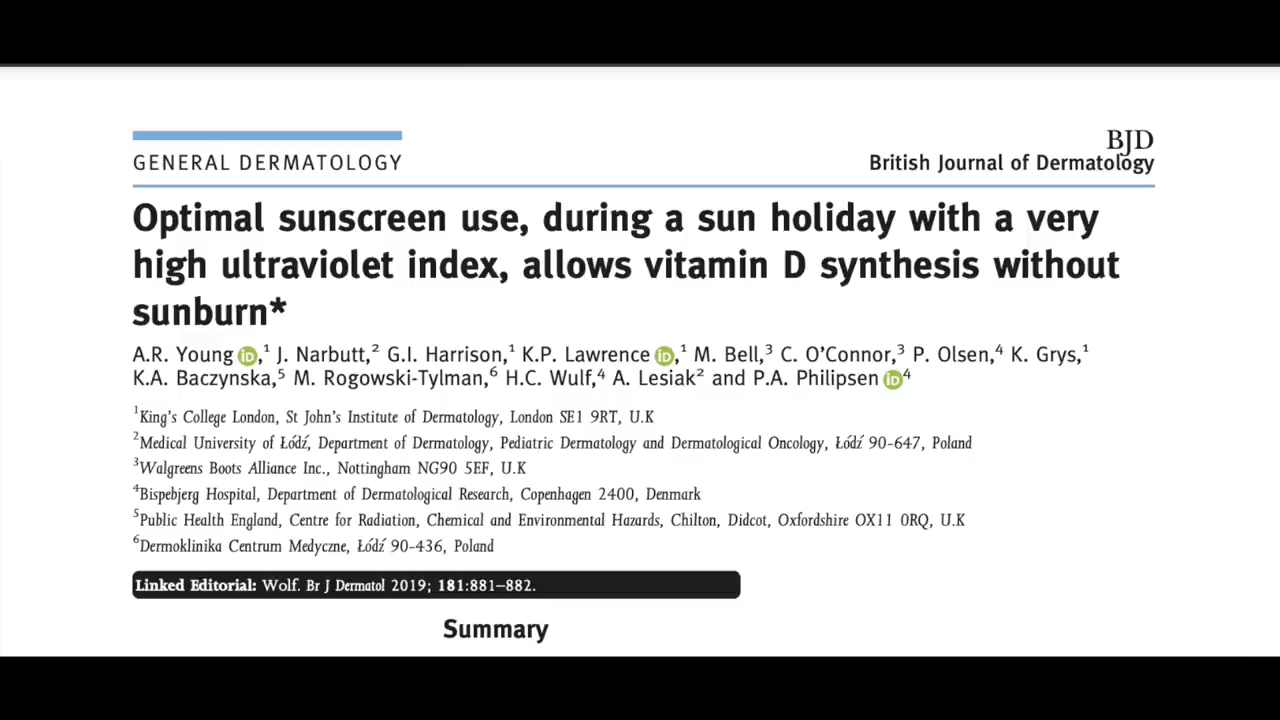 BJD
GENERAL DERMATOLOGY
British Journal of Dermatology
Optimal sunscreen use, during a sun holiday with a very
high ultraviolet index, allows vitamin D synthesis without
sunburn*
A.R. Young iD,¹ J. Narbutt,² G.I. Harrison,¹ K.P. Lawrence iD,¹ M. Bell,³ C. O'Connor,³ P. Olsen,⁴ K. Grys,¹
K.A. Baczynska,⁵ M. Rogowski-Tylman,⁶ H.C. Wulf,⁴ A. Lesiak² and P.A. Philipsen iD⁴
¹King's College London, St John's Institute of Dermatology, London SE1 9RT, U.K
²Medical University of Łódź, Department of Dermatology, Pediatric Dermatology and Dermatological Oncology, Łódź 90-647, Poland
³Walgreens Boots Alliance Inc., Nottingham NG90 5EF, U.K
⁴Bispebjerg Hospital, Department of Dermatological Research, Copenhagen 2400, Denmark
⁵Public Health England, Centre for Radiation, Chemical and Environmental Hazards, Chilton, Didcot, Oxfordshire OX11 0RQ, U.K
⁶Dermoklinika Centrum Medyczne, Łódź 90-436, Poland
Linked Editorial: Wolf. Br J Dermatol 2019; 181:881–882.
Summary